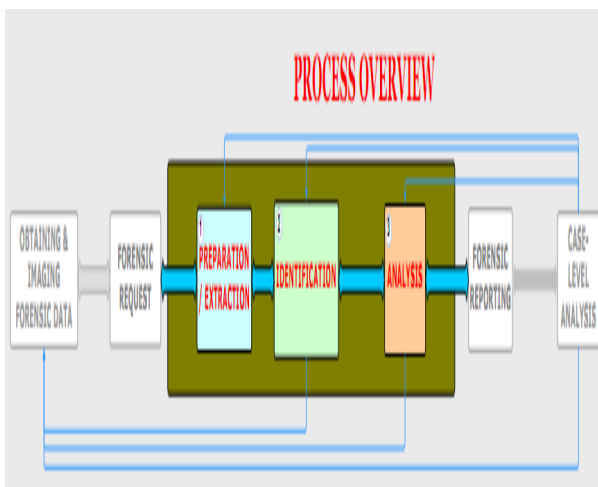 PROCESS OVERVIEW
OBTAINING &
IMAGING
FORENSIC DATA
FORENSIC
REQUEST
1
PREPARATION
/ EXTRACTION
2
IDENTIFICATION
3
ANALYSIS
FORENSIC
REPORTING
CASE-
LEVEL
ANALYSIS